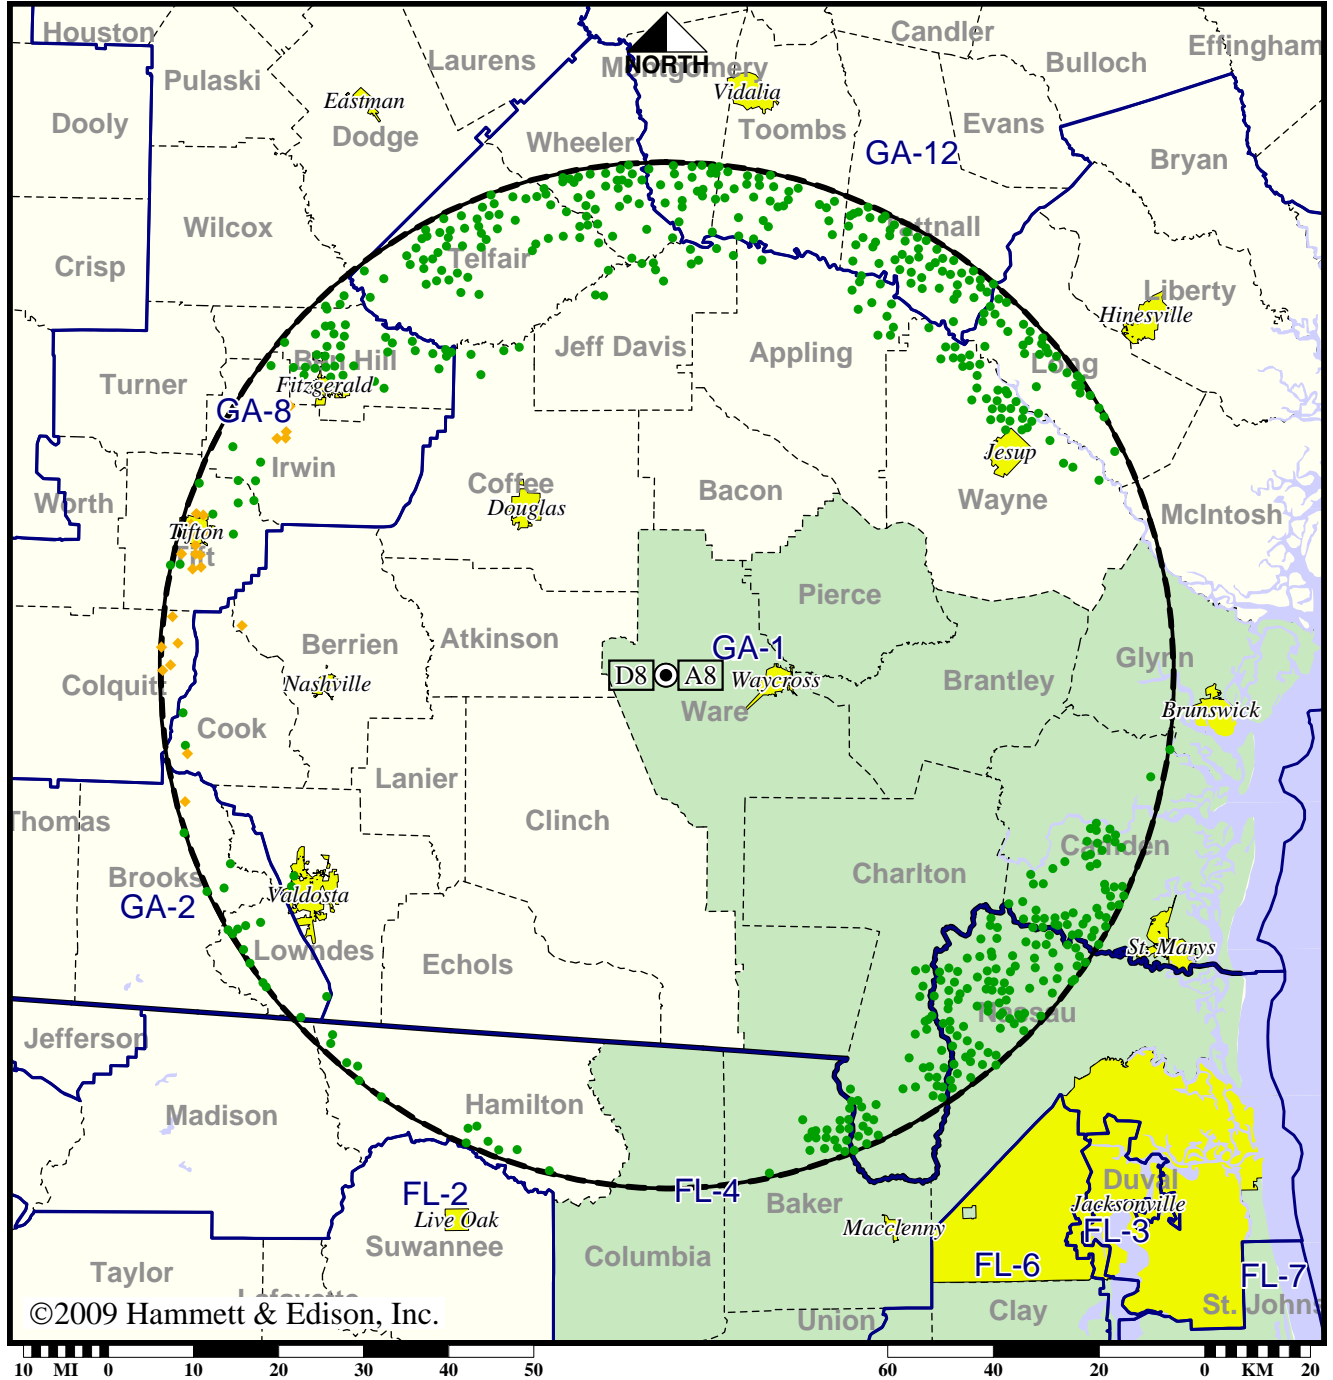 Houston
Pulaski
Laurens
NORTH
Montgomery
Candler
Bulloch
Effingham
Eastman
Dodge
Vidalia
Toombs
Evans
Dooly
Wheeler
GA-12
Bryan
Wilcox
Tattnall
Crisp
Telfair
Liberty
Hinesville
Jeff Davis
Appling
Ben Hill
Long
Turner
Fitzgerald
GA-8
Irwin
Jesup
Worth
Coffee
Douglas
Bacon
Wayne
McIntosh
Tifton
Tift
Pierce
Berrien
Atkinson
GA-1
Glynn
Colquitt
Nashville
D8
A8
Waycross
Brantley
Ware
Brunswick
Cook
Lanier
Thomas
Clinch
Camden
Brooks
GA-2
Valdosta
Charlton
Lowndes
Echols
St. Marys
Jefferson
Nassau
Madison
Hamilton
FL-2
Live Oak
FL-4
Baker
Duval
Jacksonville
FL-3
Suwannee
Macclenny
Columbia
FL-6
Taylor
FL-7
Lafayette
Clay
St. Johns
Union
©2009 Hammett & Edison, Inc.
10 MI 0 10 20 30 40 50 60 40 20 0 KM 20